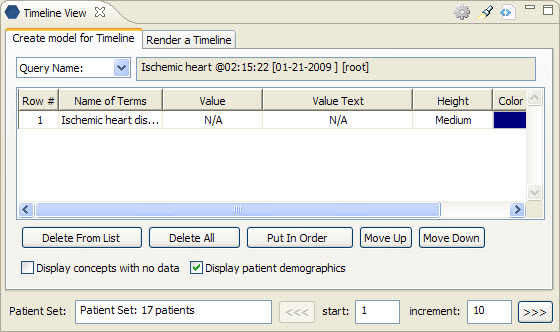 Timeline View
Create model for Timeline Render a Timeline
Query Name: Ischemic heart @02:15:22 [01-21-2009 ] [root]
Row # Name of Terms Value Value Text Height Color
1 Ischemic heart dis... N/A N/A Medium
Delete From List Delete All Put In Order Move Up Move Down
Display concepts with no data Display patient demographics
Patient Set: Patient Set: 17 patients <<< start: 1 increment: 10 >>>